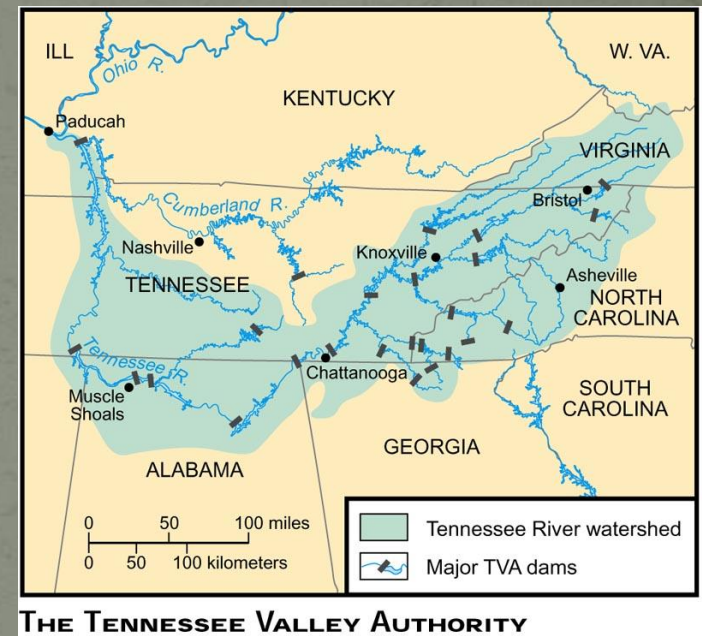 ILL
Ohio R.
W. VA.
KENTUCKY
Paducah
VIRGINIA
Cumberland R.
Bristol
Nashville
Knoxville
TENNESSEE
Asheville
NORTH
CAROLINA
Tennessee R.
Chattanooga
Muscle
Shoals
SOUTH
CAROLINA
GEORGIA
ALABAMA
0 50 100 miles
0 50 100 kilometers
Tennessee River watershed
Major TVA dams
THE TENNESSEE VALLEY AUTHORITY